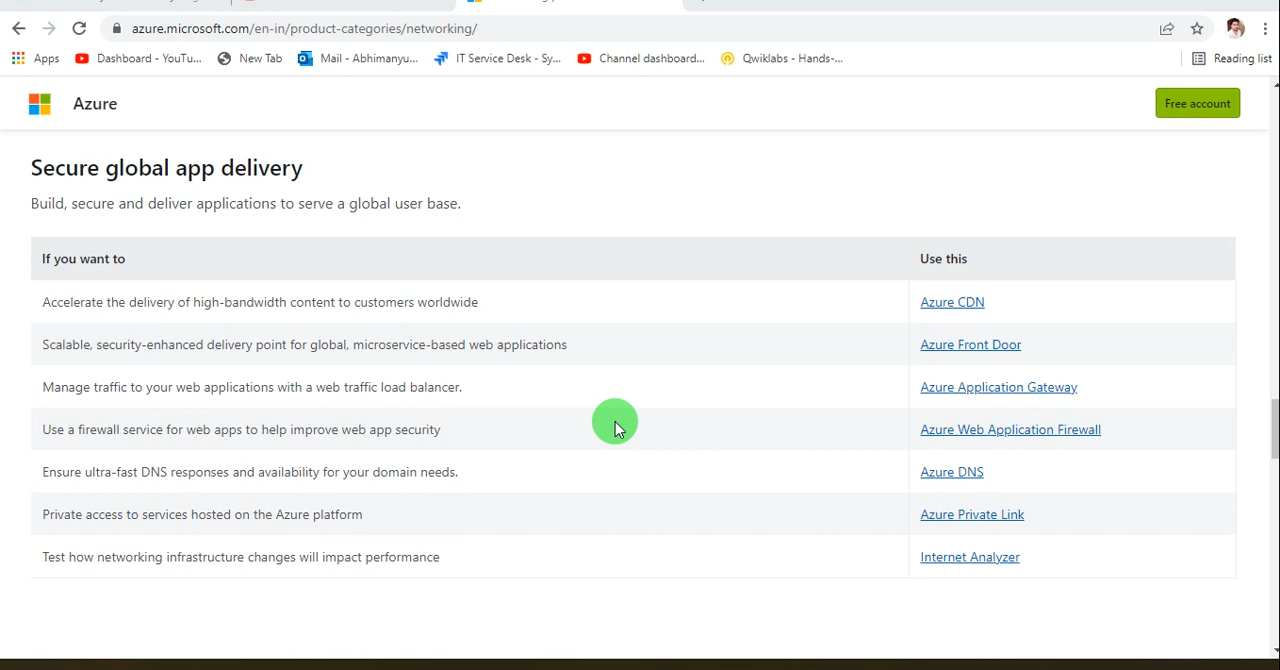 azure.microsoft.com/en-in/product-categories/networking/
Apps Dashboard - YouTu... New Tab Mail - Abhimanyu... IT Service Desk - Sy... Channel dashboard... Qwiklabs - Hands-... Reading list
Azure Free account
Secure global app delivery
Build, secure and deliver applications to serve a global user base.
If you want to Use this
Accelerate the delivery of high-bandwidth content to customers worldwide Azure CDN
Scalable, security-enhanced delivery point for global, microservice-based web applications Azure Front Door
Manage traffic to your web applications with a web traffic load balancer. Azure Application Gateway
Use a firewall service for web apps to help improve web app security Azure Web Application Firewall
Ensure ultra-fast DNS responses and availability for your domain needs. Azure DNS
Private access to services hosted on the Azure platform Azure Private Link
Test how networking infrastructure changes will impact performance Internet Analyzer